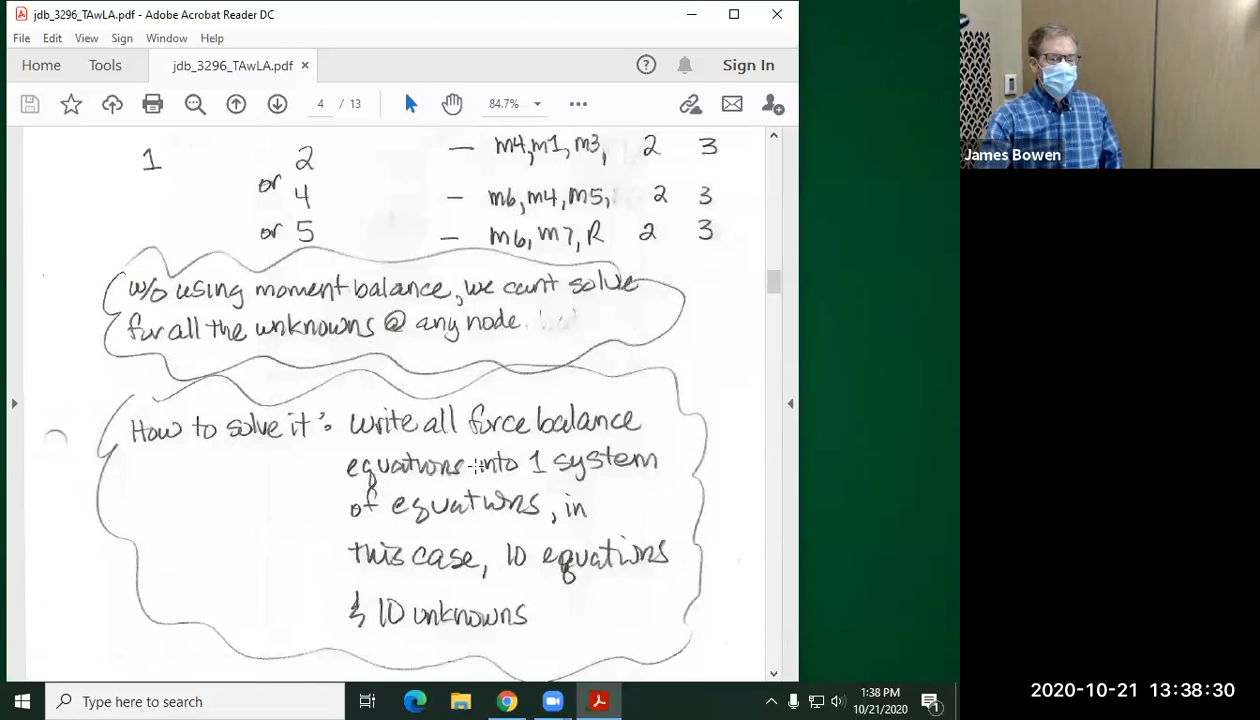 jdb_3296_TAwLA.pdf - Adobe Acrobat Reader DC
File Edit View Sign Window Help
Home Tools jdb_3296_TAwLA.pdf × Sign In
4 / 13 84.7%
1 2 — m4,m1,m3, 2 3
or 4 — m6,m4,m5, 2 3
or 5 — m6,m7,R 2 3
w/o using moment balance, we cant solve
for all the unknowns @ any node.
How to solve it: write all force balance
equations into 1 system
of equations, in
this case, 10 equations
& 10 unknowns
James Bowen
Type here to search
1:38 PM
10/21/2020
1
2020-10-21 13:38:30